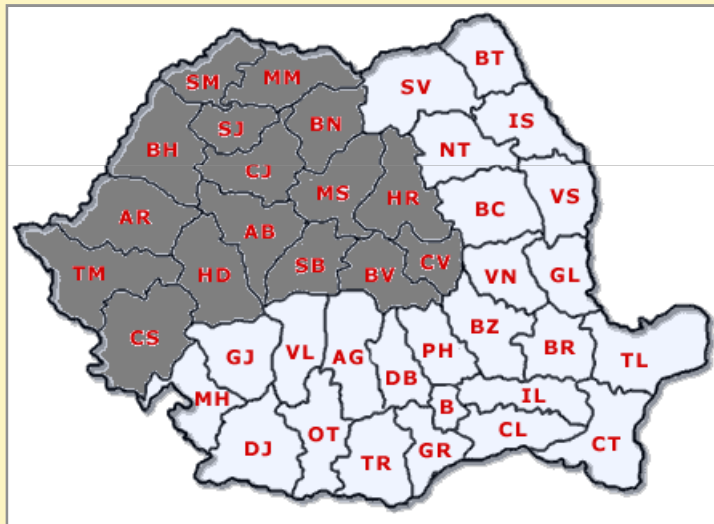 BT
SM
MM
SV
SJ
BN
IS
BH
NT
CJ
MS
HR
VS
AR
BC
AB
TM
HD
SB
BV
CV
VN
GL
CS
GJ
VL
AG
PH
BZ
BR
TL
DB
MH
B
IL
OT
CL
DJ
TR
GR
CT